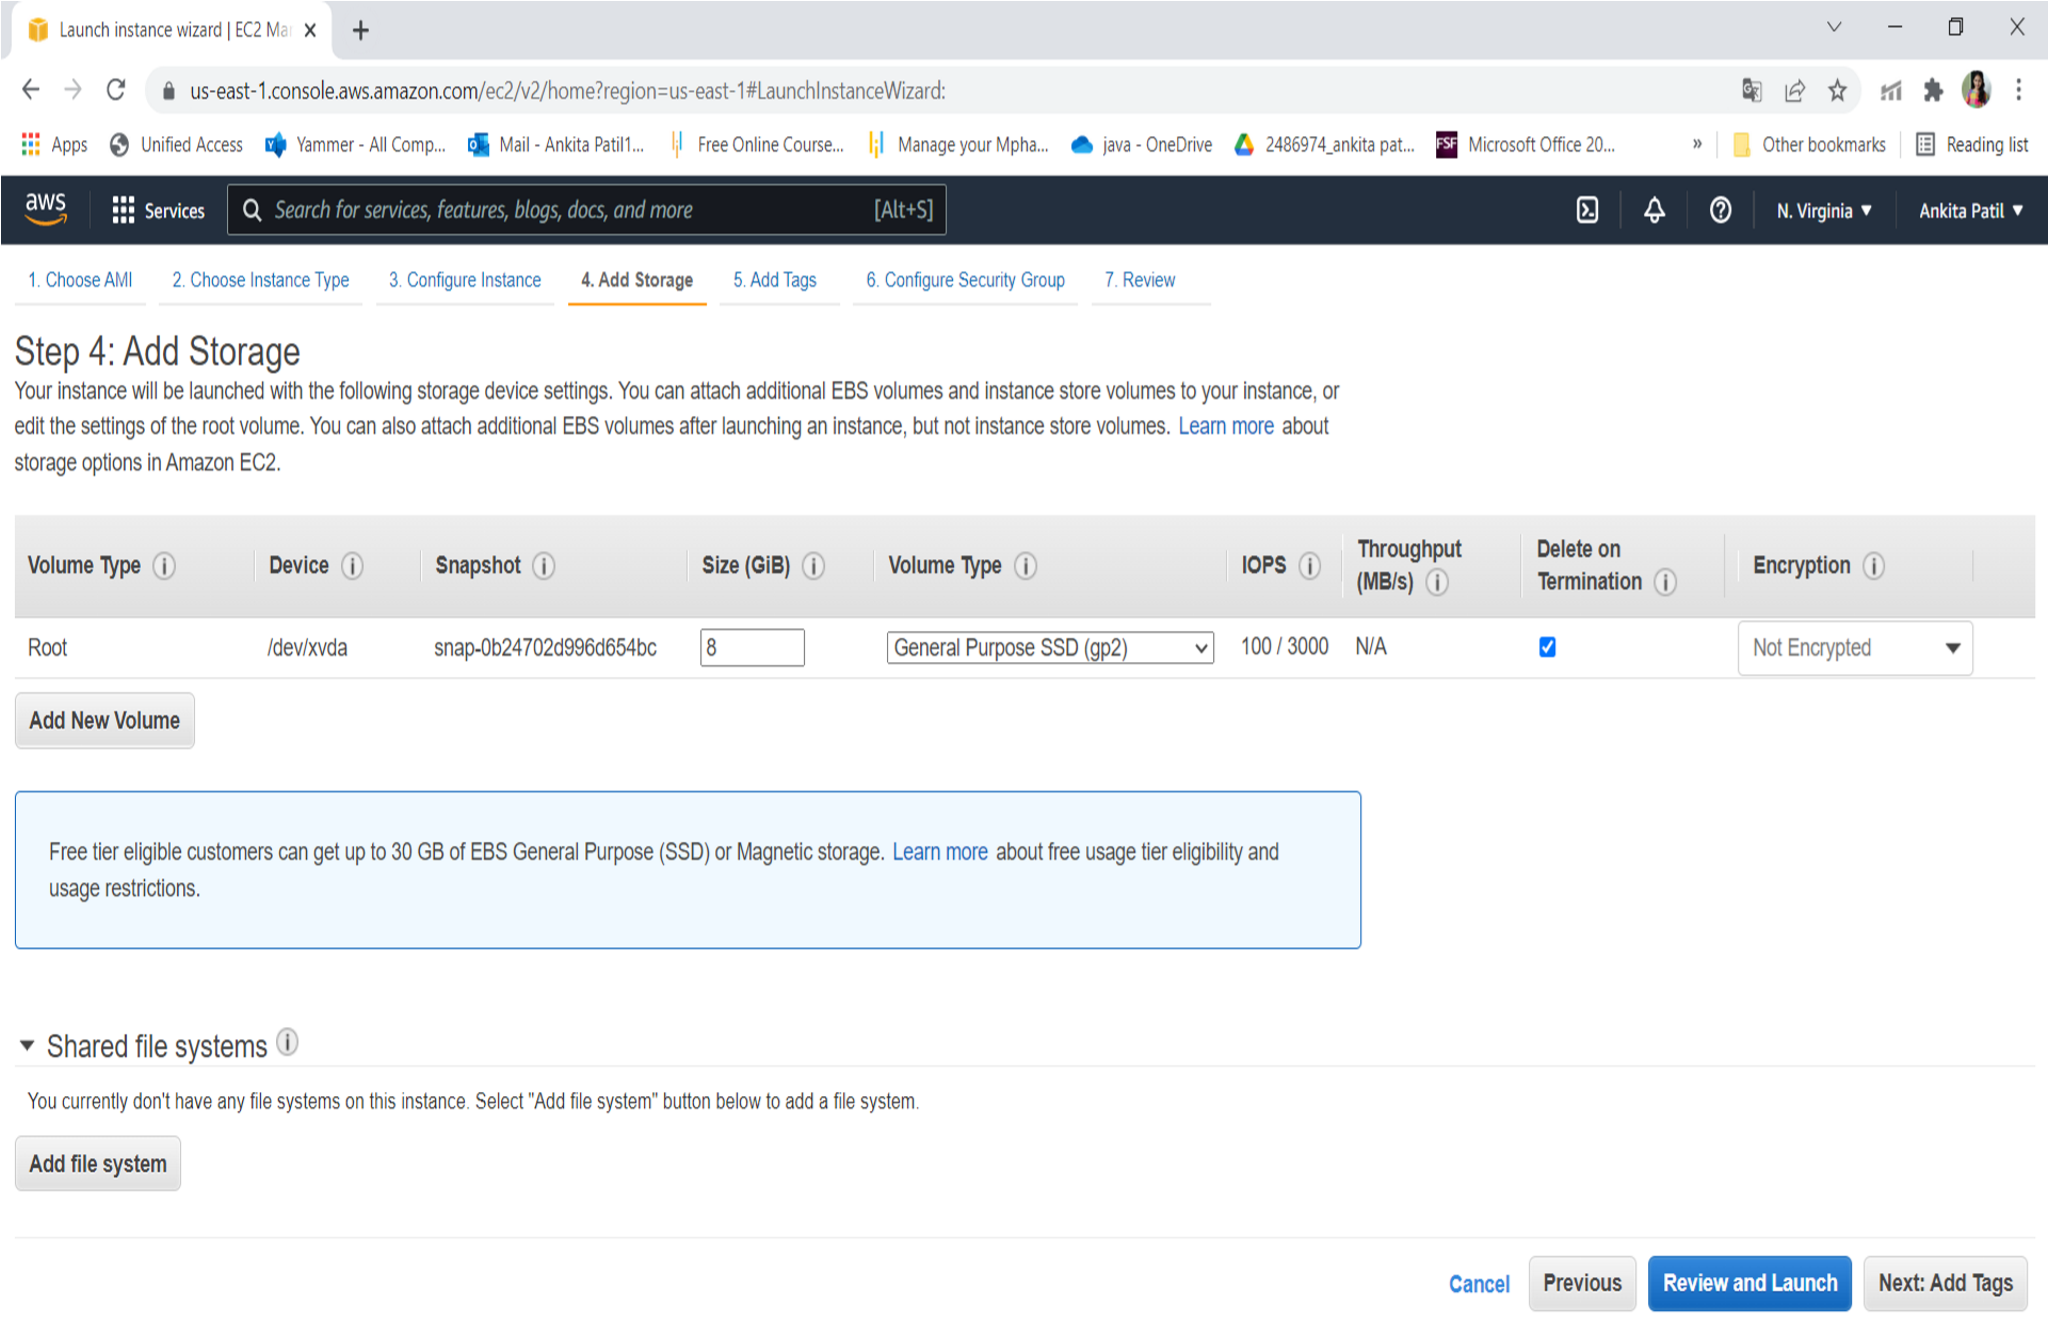 Launch instance wizard | EC2 Ma
us-east-1.console.aws.amazon.com/ec2/v2/home?region=us-east-1#LaunchInstanceWizard:
Apps Unified Access Yammer - All Comp... Mail - Ankita Patil1... Free Online Course... Manage your Mpha... java - OneDrive 2486974_ankita pat... FSF Microsoft Office 20... » Other bookmarks Reading list
aws Services Search for services, features, blogs, docs, and more [Alt+S] N. Virginia Ankita Patil
1. Choose AMI 2. Choose Instance Type 3. Configure Instance 4. Add Storage 5. Add Tags 6. Configure Security Group 7. Review
Step 4: Add Storage
Your instance will be launched with the following storage device settings. You can attach additional EBS volumes and instance store volumes to your instance, or
edit the settings of the root volume. You can also attach additional EBS volumes after launching an instance, but not instance store volumes. Learn more about
storage options in Amazon EC2.
Volume Type Device Snapshot Size (GiB) Volume Type IOPS Throughput (MB/s) Delete on Termination Encryption
Root /dev/xvda snap-0b24702d996d654bc 8 General Purpose SSD (gp2) 100 / 3000 N/A Not Encrypted
Add New Volume
Free tier eligible customers can get up to 30 GB of EBS General Purpose (SSD) or Magnetic storage. Learn more about free usage tier eligibility and
usage restrictions.
Shared file systems
You currently don't have any file systems on this instance. Select "Add file system" button below to add a file system.
Add file system
Cancel Previous Review and Launch Next: Add Tags